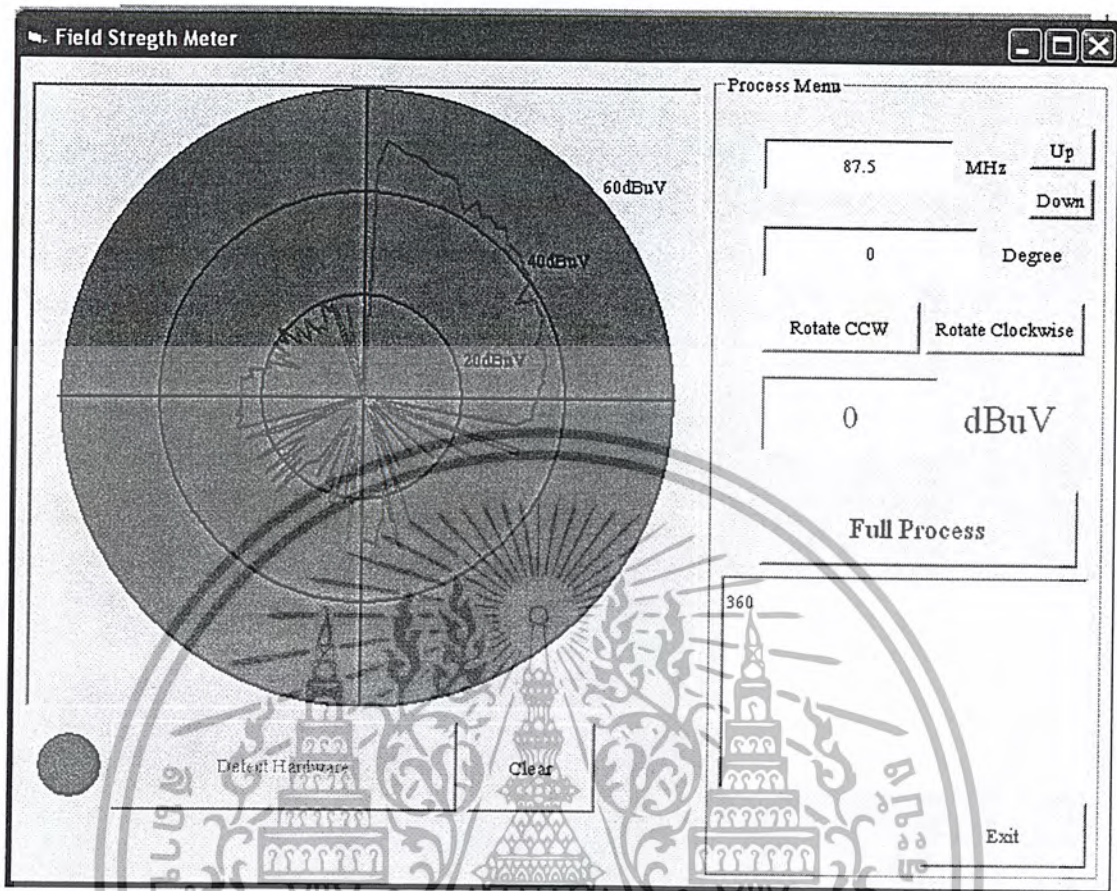 Field Stregth Meter
60dBuV
40dBuV
20dBuV
Process Menu
87.5 MHz
Up
Down
0 Degree
Rotate CCW
Rotate Clockwise
0 dBuV
Full Process
360
Detect Hardware
Clear
Exit